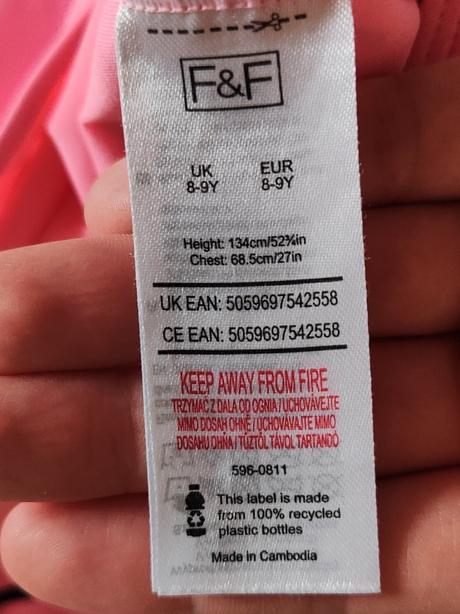 F&F
UK EUR
8-9Y 8-9Y
Height: 134cm/52¾in
Chest: 68.5cm/27in
UK EAN: 5059697542558
CE EAN: 5059697542558
KEEP AWAY FROM FIRE
TRZYMAĆ Z DALA OD OGNIA / UCHOVÁVEJTE
MIMO DOSAH OHNĚ / UCHOVÁVAJTE MIMO
DOSAHU OHŇA / TŰZTŐL TÁVOL TARTANDÓ
596-0811
This label is made
from 100% recycled
plastic bottles
Made in Cambodia